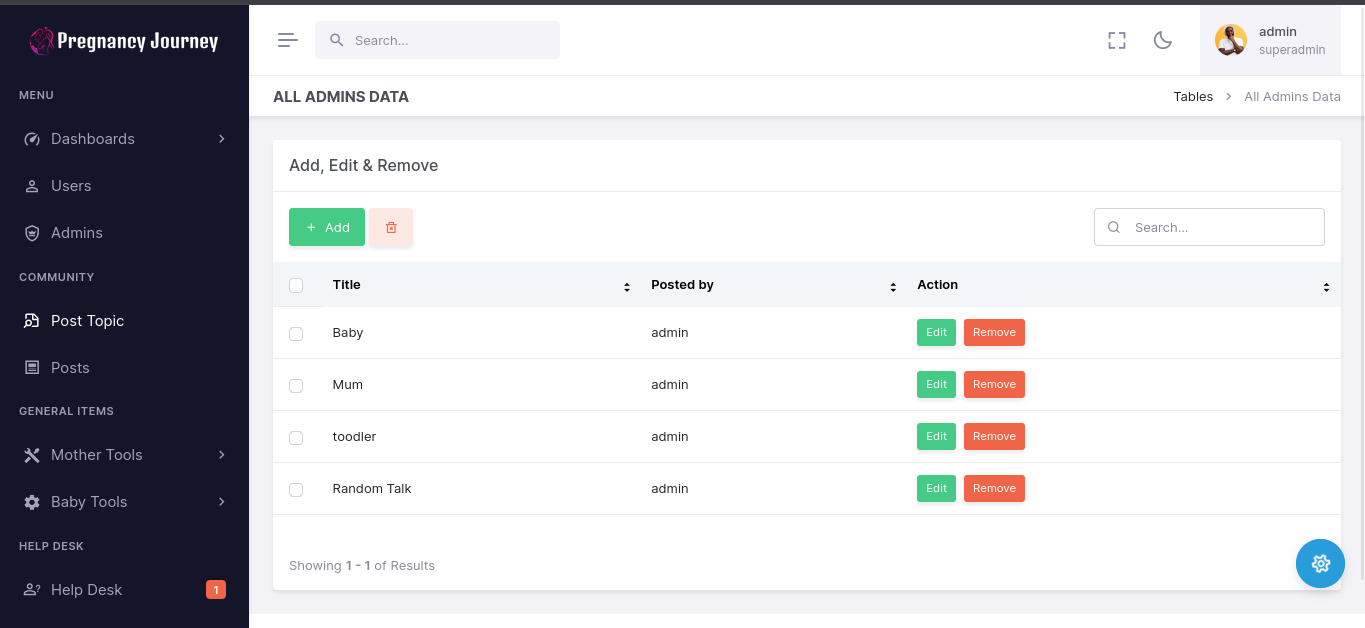 Pregnancy Journey
MENU
Dashboards
Users
Admins
COMMUNITY
Post Topic
Posts
GENERAL ITEMS
Mother Tools
Baby Tools
HELP DESK
Help Desk 1
Search...
admin
superadmin
ALL ADMINS DATA
Tables > All Admins Data
Add, Edit & Remove
+ Add
Search...
Title Posted by Action
Baby admin Edit Remove
Mum admin Edit Remove
toodler admin Edit Remove
Random Talk admin Edit Remove
Showing 1 - 1 of Results